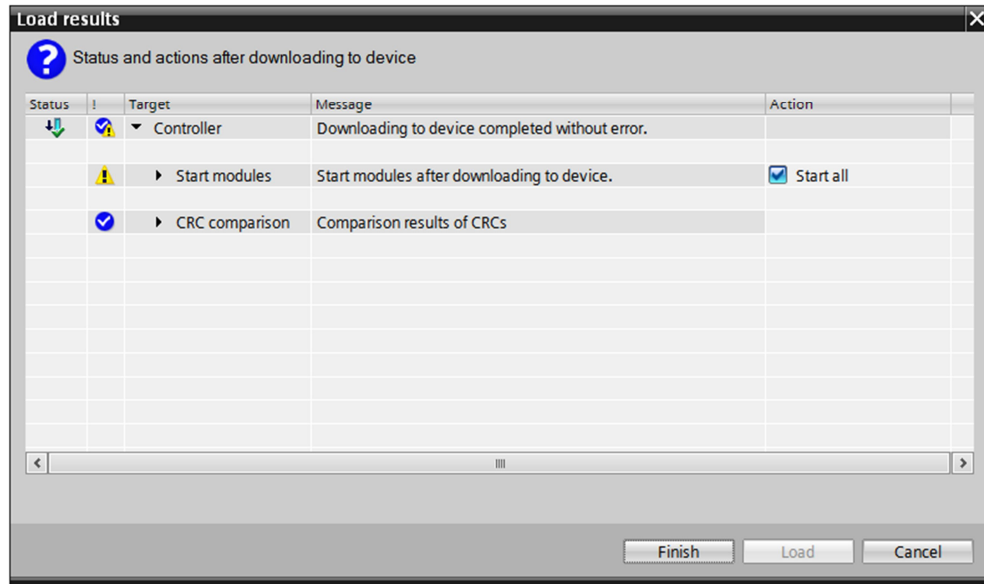 Load results
Status and actions after downloading to device
Status ! Target Message Action
Controller Downloading to device completed without error.
Start modules Start modules after downloading to device. Start all
CRC comparison Comparison results of CRCs
Finish Load Cancel